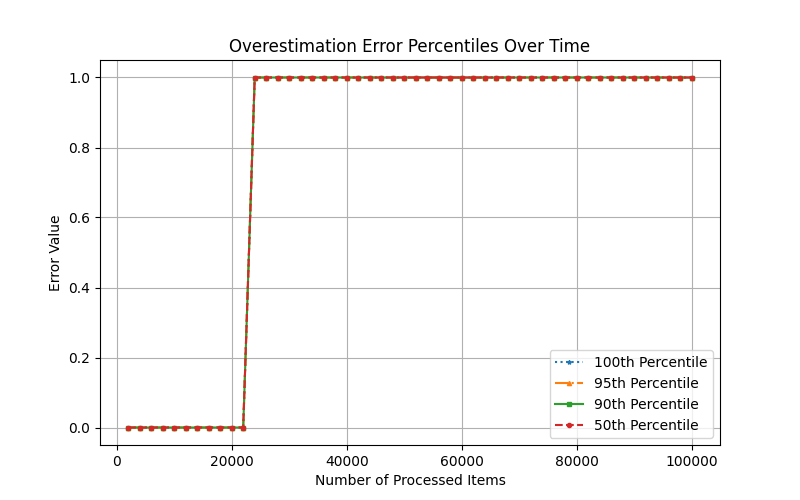 Overestimation Error Percentiles Over Time
1.0
0.8
0.6
0.4
0.2
0.0
Error Value
0 20000 40000 60000 80000 100000
Number of Processed Items
100th Percentile
95th Percentile
90th Percentile
50th Percentile